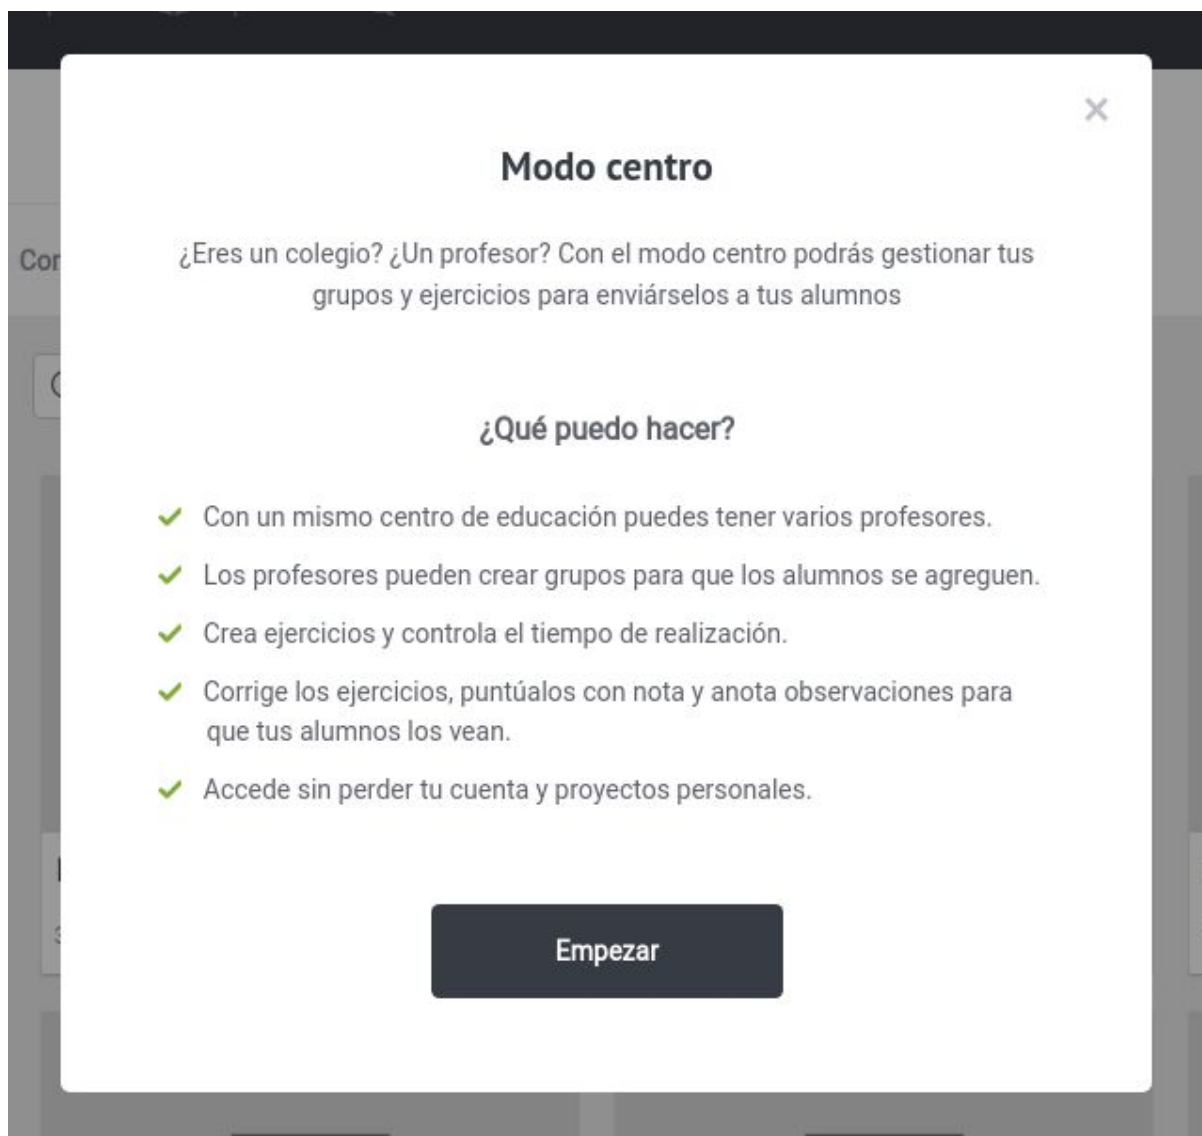 Modo centro
¿Eres un colegio? ¿Un profesor? Con el modo centro podrás gestionar tus
grupos y ejercicios para enviárselos a tus alumnos
¿Qué puedo hacer?
Con un mismo centro de educación puedes tener varios profesores.
Los profesores pueden crear grupos para que los alumnos se agreguen.
Crea ejercicios y controla el tiempo de realización.
Corrige los ejercicios, puntúalos con nota y anota observaciones para
que tus alumnos los vean.
Accede sin perder tu cuenta y proyectos personales.
Empezar